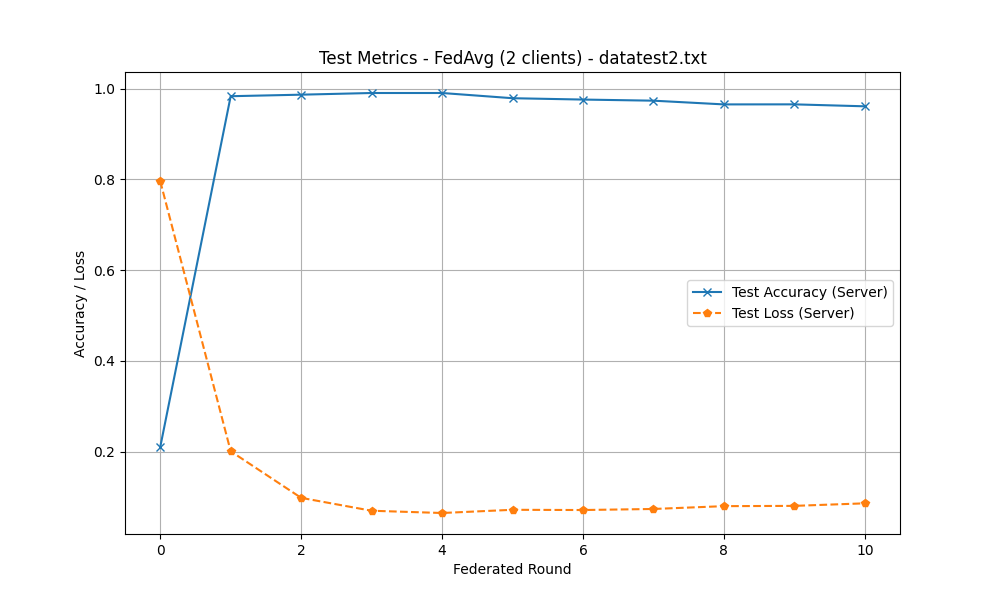 Test Metrics - FedAvg (2 clients) - datatest2.txt
1.0
0.8
0.6
0.4
0.2
Accuracy / Loss
Test Accuracy (Server)
Test Loss (Server)
0 2 4 6 8 10
Federated Round